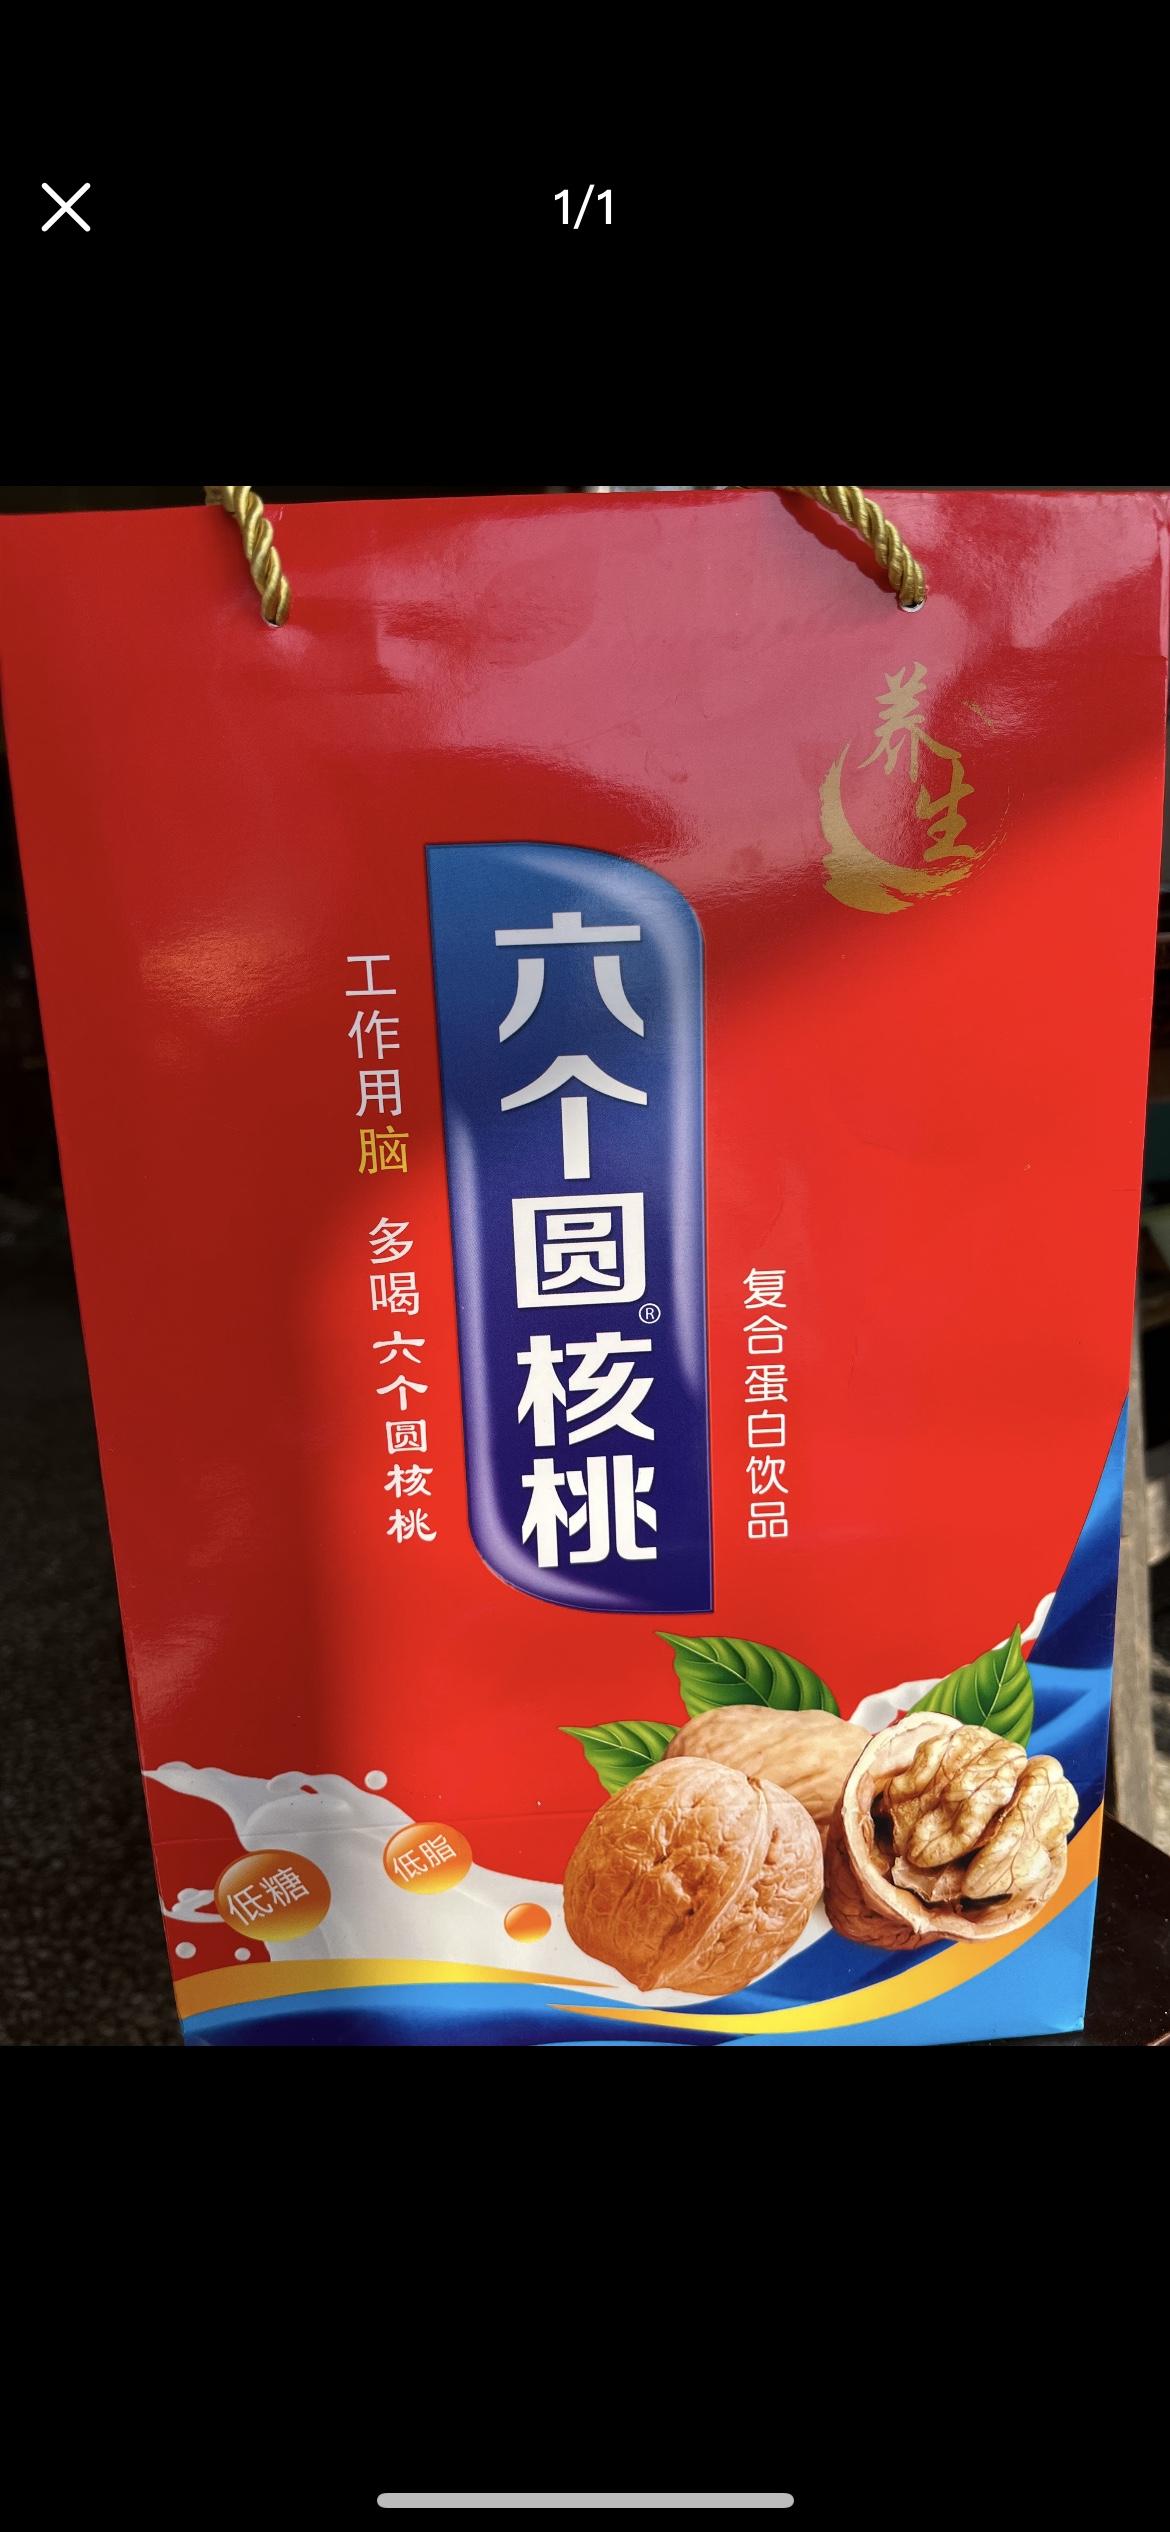 1/1
养生
六个圆核桃®
工作用脑 多喝六个圆核桃
复合蛋白饮品
低糖
低脂